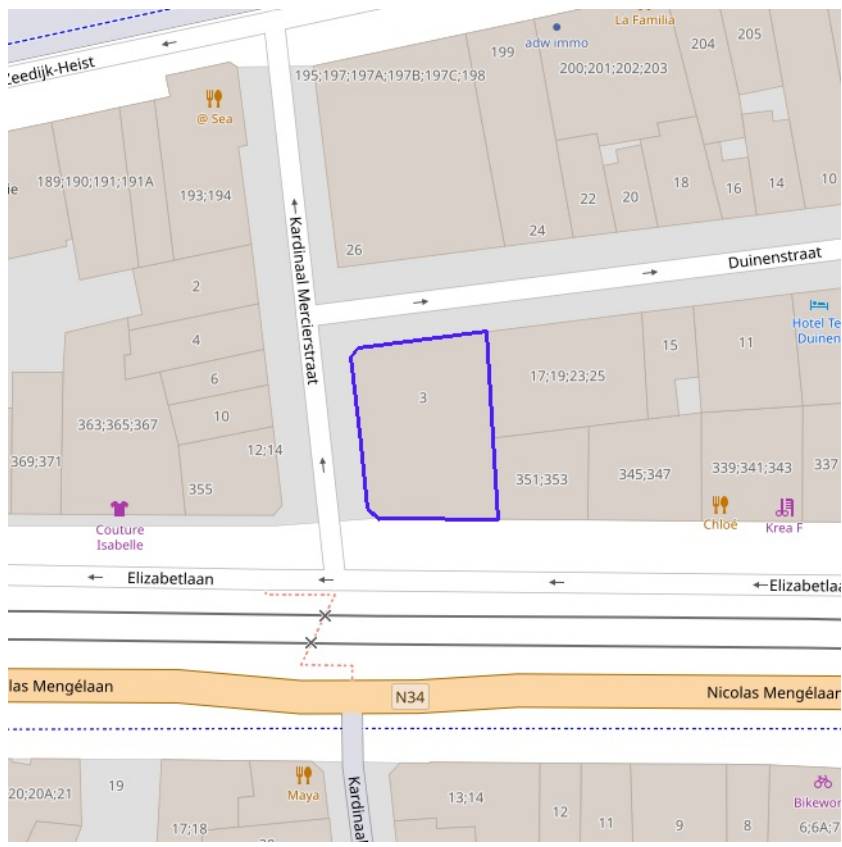 La Familia
adw immo
199
204
205
Zeedijk-Heist
195;197;197A;197B;197C;198
200;201;202;203
@ Sea
ie
189;190;191;191A
193;194
22
20
18
16
14
10
24
26
Kardinaal Mercierstraat
Duinenstraat
2
4
6
10
12;14
363;365;367
369;371
355
3
17;19;23;25
15
11
Hotel Te
Duinen
351;353
345;347
339;341;343
337
Couture
Isabelle
Chloé
Krea F
Elizabetlaan
Elizabetlaa
las Mengélaan
N34
Nicolas Mengélaan
20;20A;21
19
Maya
17;18
Kardinaal
13;14
12
11
9
8
Bikewor
6;6A;7